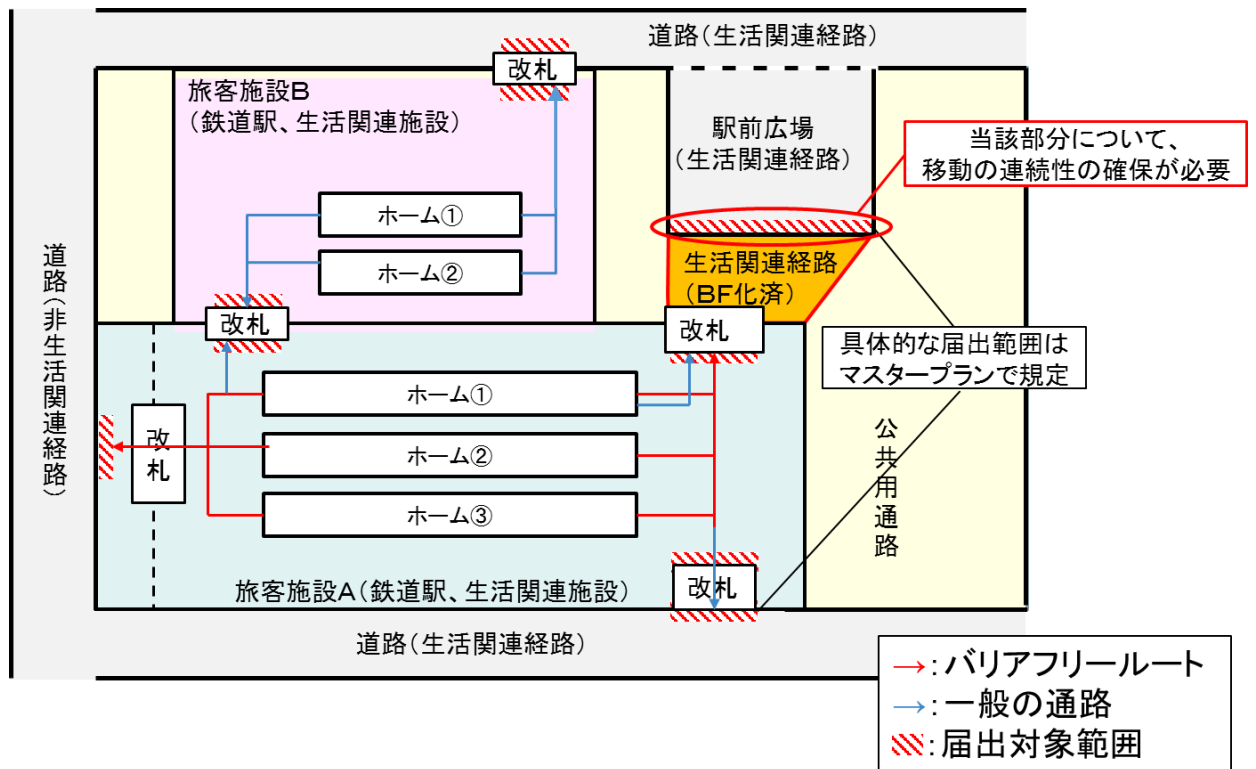 道路(生活関連経路)
改札
旅客施設B
(鉄道駅、生活関連施設)
駅前広場
(生活関連経路)
当該部分について、
移動の連続性の確保が必要
ホーム①
ホーム②
生活関連経路
(BF化済)
道路(非生活関連経路)
改札
改札
具体的な届出範囲は
マスタープランで規定
ホーム①
改札
ホーム②
ホーム③
公共用通路
旅客施設A(鉄道駅、生活関連施設)
改札
道路(生活関連経路)
→:バリアフリールート
→:一般の通路
:届出対象範囲